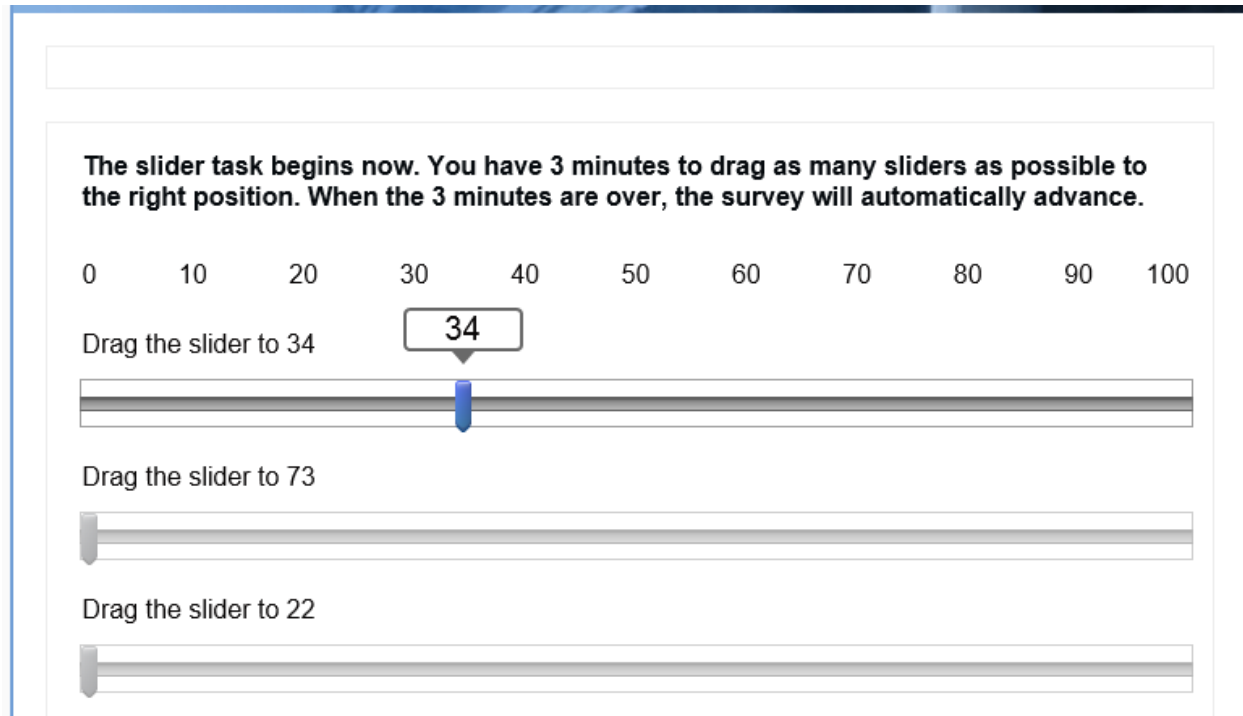 The slider task begins now. You have 3 minutes to drag as many sliders as possible to
the right position. When the 3 minutes are over, the survey will automatically advance.
0 10 20 30 40 50 60 70 80 90 100
34
Drag the slider to 34
Drag the slider to 73
Drag the slider to 22